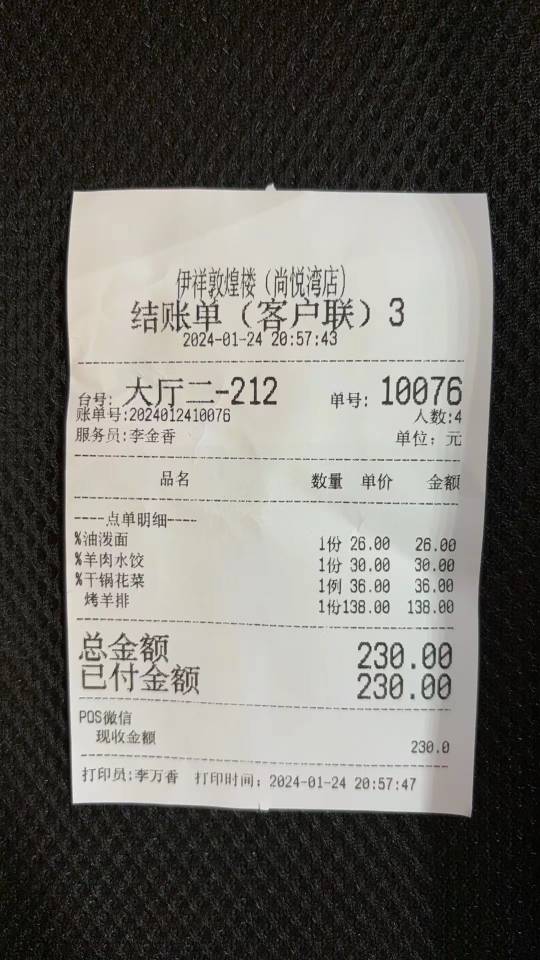 伊祥敦煌楼（尚悦湾店）
结账单（客户联）3
2024-01-24 20:57:43
台号: 大厅二-212 单号: 10076
账单号:2024012410076 人数:4
服务员:李金香 单位: 元
品名 数量 单价 金额
----点单明细----
%油泼面 1份 26.00 26.00
%羊肉水饺 1份 30.00 30.00
%干锅花菜 1例 36.00 36.00
烤羊排 1份138.00 138.00
总金额 230.00
已付金额 230.00
POS微信
现收金额 230.0
打印员:李万香 打印时间: 2024-01-24 20:57:47